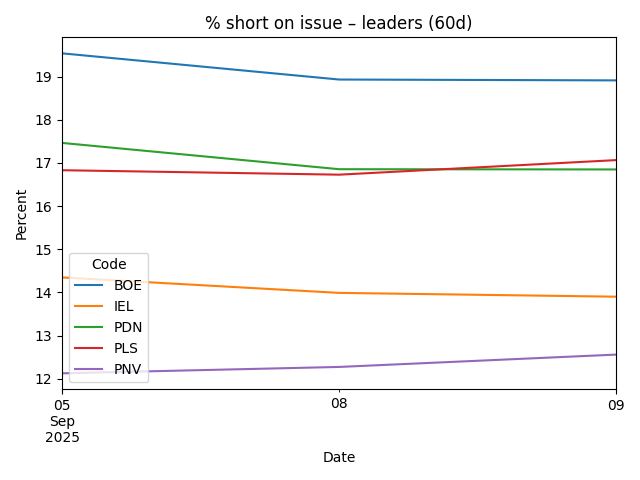 % short on issue – leaders (60d)
Percent
19
18
17
16
15
14
13
12
Code
BOE
IEL
PDN
PLS
PNV
05
Sep
2025
08
09
Date